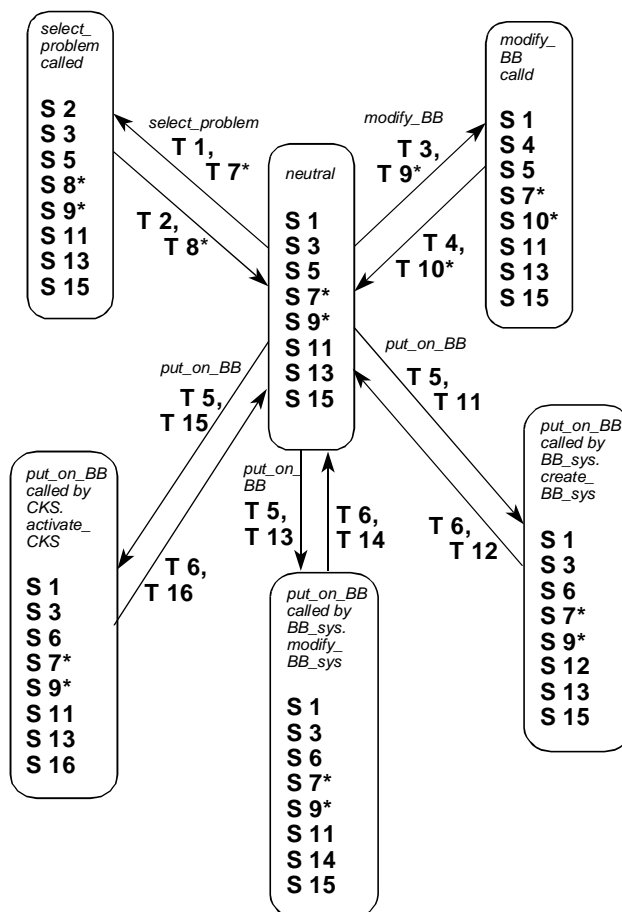 select_
problem
called
S 2
S 3
S 5
S 8*
S 9*
S 11
S 13
S 15
select_problem
T 1,
T 7*
T 2,
T 8*
neutral
S 1
S 3
S 5
S 7*
S 9*
S 11
S 13
S 15
modify_BB
T 3,
T 9*
T 4,
T 10*
modify_
BB
calld
S 1
S 4
S 5
S 7*
S 10*
S 11
S 13
S 15
put_on_BB
T 5,
T 15
T 6,
T 16
put_on_BB
called by
CKS.
activate_
CKS
S 1
S 3
S 6
S 7*
S 9*
S 11
S 13
S 16
put_on_
BB
T 5,
T 13
T 6,
T 14
put_on_BB
called by
BB_sys.
modify_
BB_sys
S 1
S 3
S 6
S 7*
S 9*
S 11
S 14
S 15
put_on_BB
T 5,
T 11
T 6,
T 12
put_on_BB
called by
BB_sys.
create_
BB_sys
S 1
S 3
S 6
S 7*
S 9*
S 12
S 13
S 15